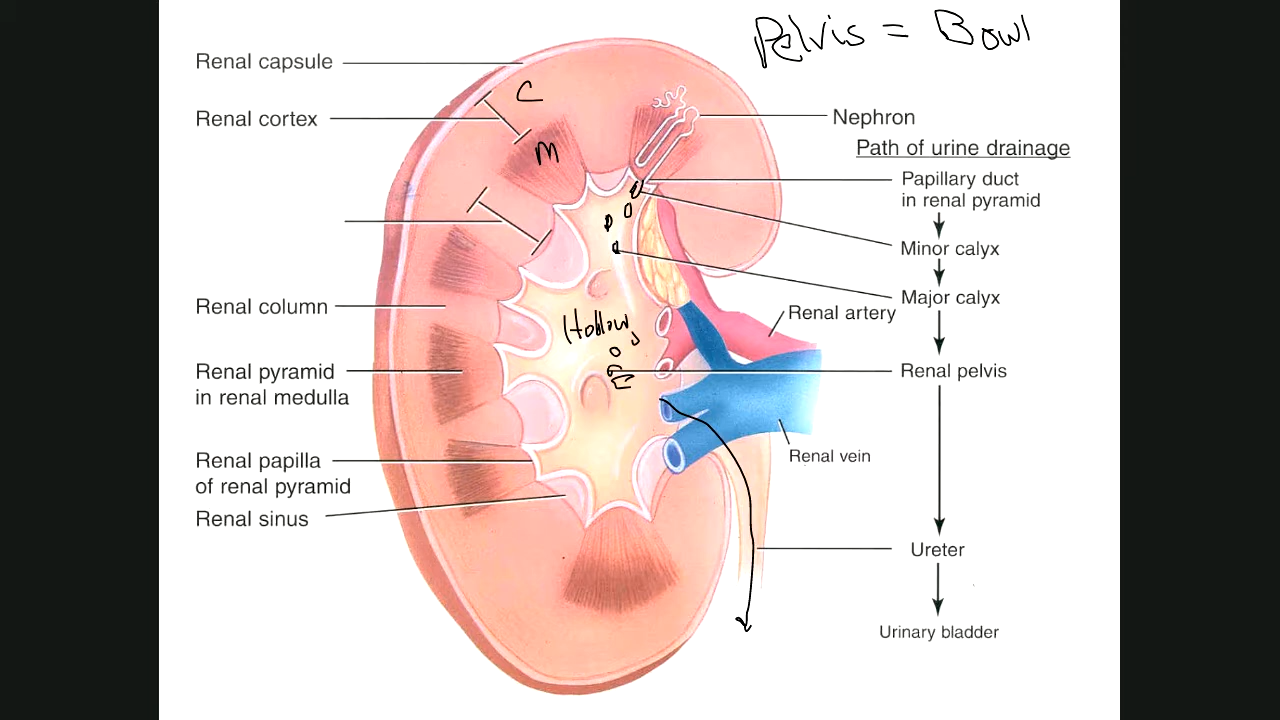 Pelvis = Bowl
Renal capsule
C
Renal cortex
M
Nephron
Path of urine drainage
Papillary duct
in renal pyramid
Minor calyx
Major calyx
Renal column
Renal artery
Hollow
Renal pyramid
in renal medulla
Renal pelvis
Renal papilla
of renal pyramid
Renal vein
Renal sinus
Ureter
Urinary bladder